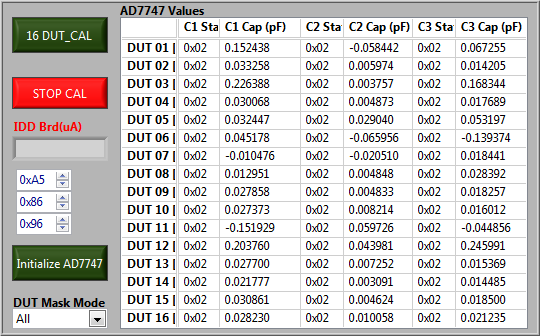 AD7747 Values
16 DUT_CAL
STOP CAL
IDD Brd(uA)
0xA5
0x86
0x96
Initialize AD7747
DUT Mask Mode
All
C1 Sta C1 Cap (pF) C2 Sta C2 Cap (pF) C3 Sta C3 Cap (pF)
DUT 01 | 0x02 0.152438 0x02 -0.058442 0x02 0.067255
DUT 02 | 0x02 0.033258 0x02 0.005974 0x02 0.014205
DUT 03 | 0x02 0.226388 0x02 0.003757 0x02 0.168344
DUT 04 | 0x02 0.030068 0x02 0.004873 0x02 0.017689
DUT 05 | 0x02 0.032447 0x02 0.029040 0x02 0.053197
DUT 06 | 0x02 0.045178 0x02 -0.065956 0x02 -0.139374
DUT 07 | 0x02 -0.010476 0x02 -0.020510 0x02 0.018441
DUT 08 | 0x02 0.012951 0x02 0.004848 0x02 0.028392
DUT 09 | 0x02 0.027858 0x02 0.004833 0x02 0.018257
DUT 10 | 0x02 0.027373 0x02 0.008214 0x02 0.016012
DUT 11 | 0x02 -0.151929 0x02 0.059726 0x02 -0.044856
DUT 12 | 0x02 0.203760 0x02 0.043981 0x02 0.245991
DUT 13 | 0x02 0.027700 0x02 0.007252 0x02 0.015369
DUT 14 | 0x02 0.021777 0x02 0.003091 0x02 0.014485
DUT 15 | 0x02 0.030861 0x02 0.004624 0x02 0.018500
DUT 16 | 0x02 0.028230 0x02 0.010058 0x02 0.021235